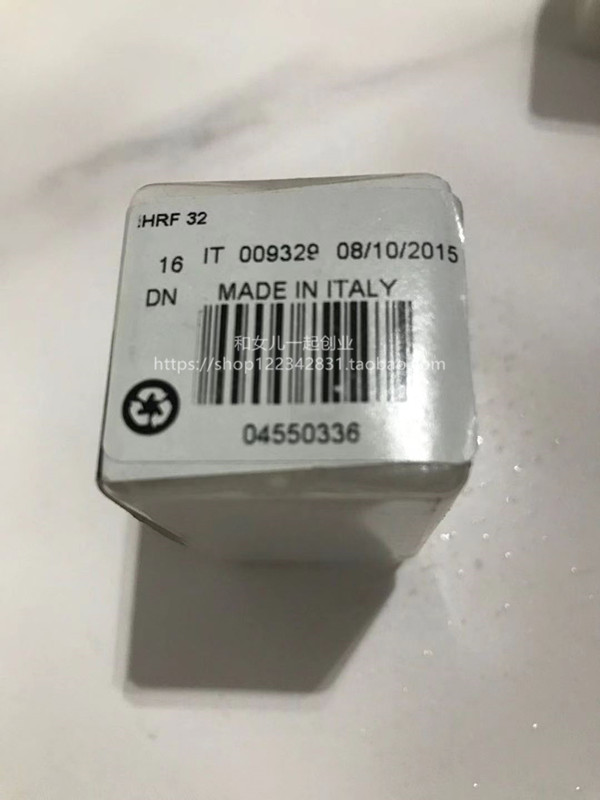 HRF 32
16 IT 009329 08/10/2015
DN MADE IN ITALY
和女儿一起创业
https://shop122342831.taobao.com
04550336